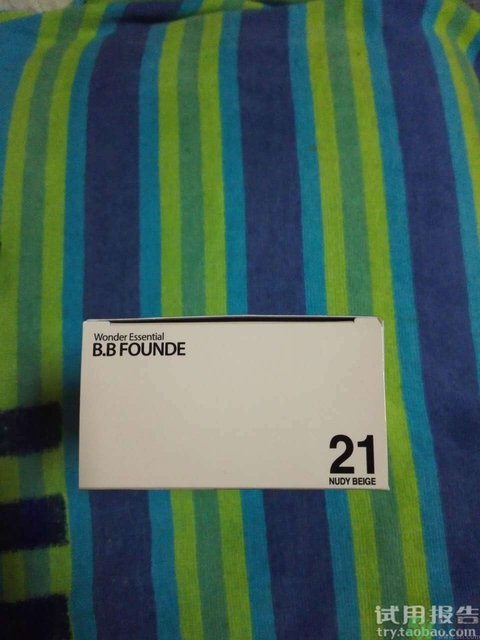 Wonder Essential
B.B FOUNDE
21
NUDY BEIGE
试用报告
try.taobao.com